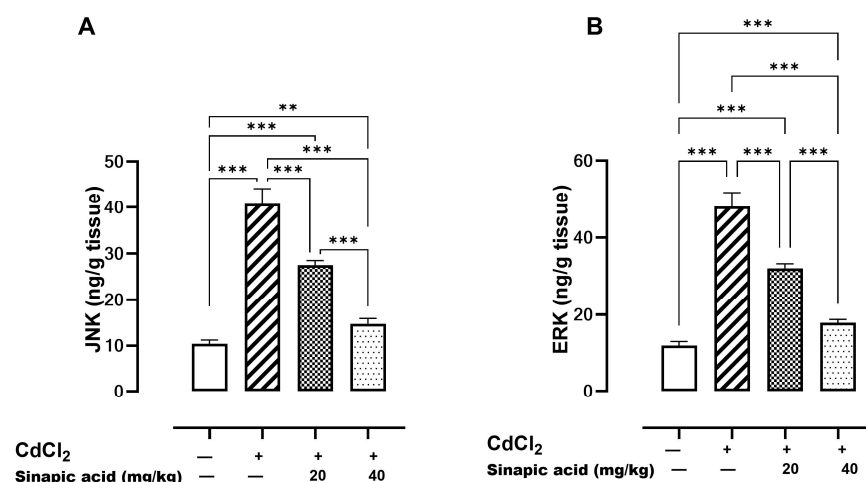 A
B
***
***
**
***
***
***
***
***
***
***
***
***
JNK (ng/g tissue)
50
40
30
20
10
0
ERK (ng/g tissue)
60
40
20
0
CdCl2 — + + +
Sinapic acid (mg/kg) — — 20 40
CdCl2 — + + +
Sinapic acid (mg/kg) — — 20 40